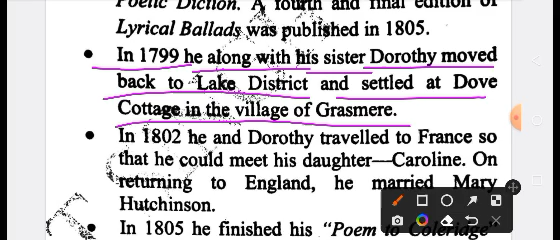 Poetic Diction. A fourth and final edition of
Lyrical Ballads was published in 1805.
• In 1799 he along with his sister Dorothy moved
back to Lake District and settled at Dove
Cottage in the village of Grasmere.
• In 1802 he and Dorothy travelled to France so
that he could meet his daughter—Caroline. On
returning to England, he married Mary
Hutchinson.
• In 1805 he finished his "Poem to Coleridge"